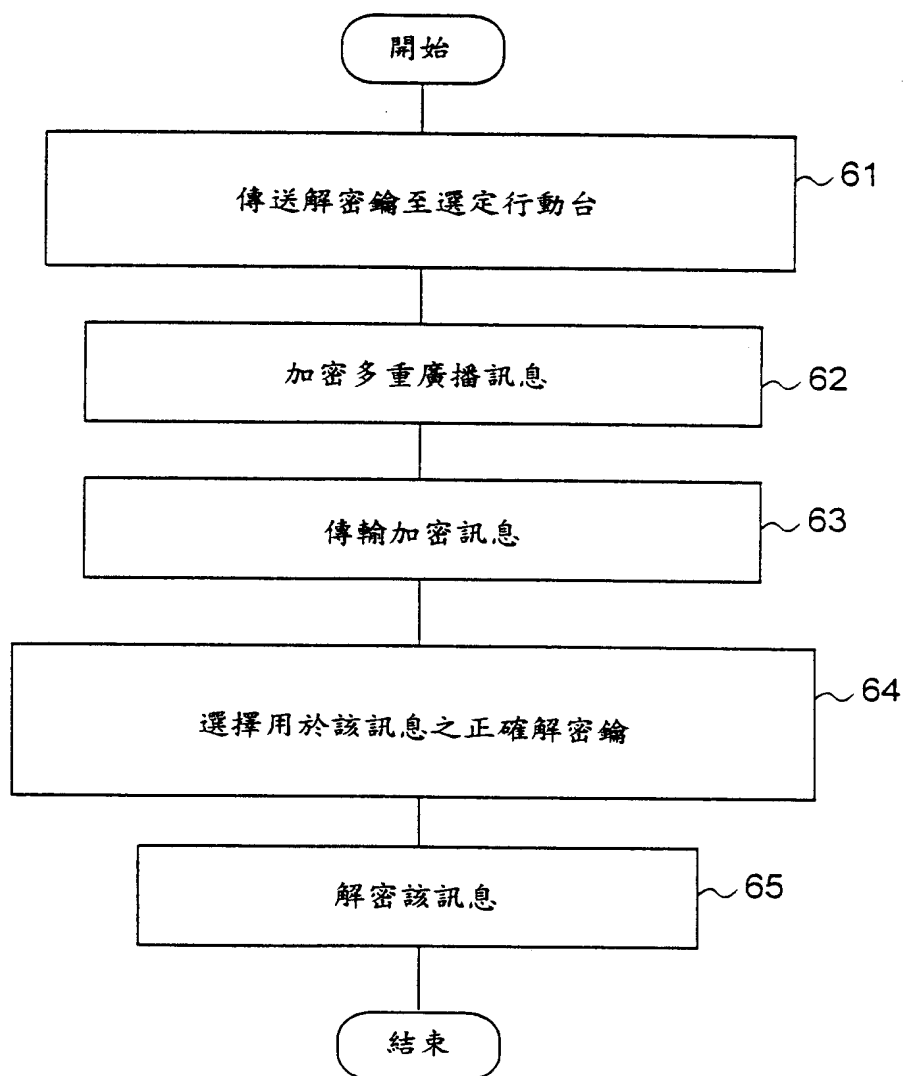 開始
傳送解密鑰至選定行動台
61
加密多重廣播訊息
62
傳輸加密訊息
63
選擇用於該訊息之正確解密鑰
64
解密該訊息
65
結束